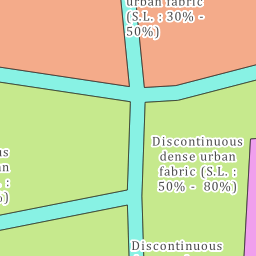 urban fabric
(S.L. : 30% -
50%)
Discontinuous
dense urban
fabric (S.L. :
50% -  80%)
Discontinuous